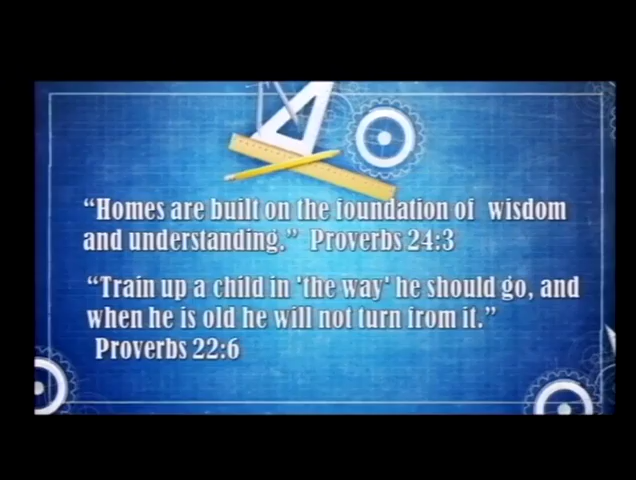 “Homes are built on the foundation of wisdom
and understanding.” Proverbs 24:3
“Train up a child in 'the way' he should go, and
when he is old he will not turn from it.”
Proverbs 22:6